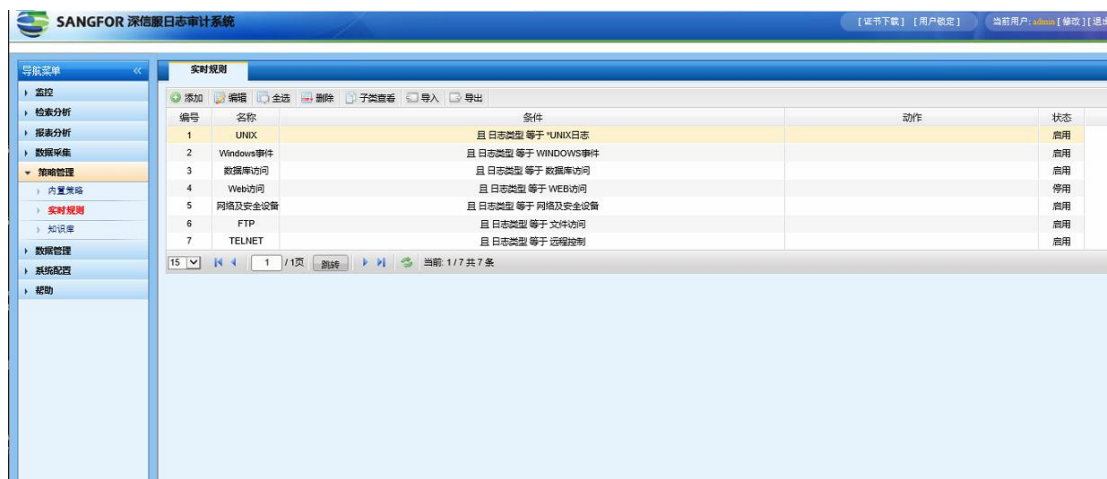 SANGFOR 深信服日志审计系统
[证书下载] [用户锁定] 当前用户:admin[修改][退出
导航菜单 «
监控
检索分析
报表分析
数据采集
策略管理
内置策略
实时规则
知识库
数据管理
系统配置
帮助
实时规则
添加 编辑 全选 删除 子类查看 导入 导出
编号 名称 条件 动作 状态
1 UNIX 且 日志类型 等于 *UNIX日志 启用
2 Windows事件 且 日志类型 等于 WINDOWS事件 启用
3 数据库访问 且 日志类型 等于 数据库访问 启用
4 Web访问 且 日志类型 等于 WEB访问 停用
5 网络及安全设备 且 日志类型 等于 网络及安全设备 启用
6 FTP 且 日志类型 等于 文件访问 启用
7 TELNET 且 日志类型 等于 远程控制 启用
15 1 /1页 跳转 当前: 1 / 7 共 7 条